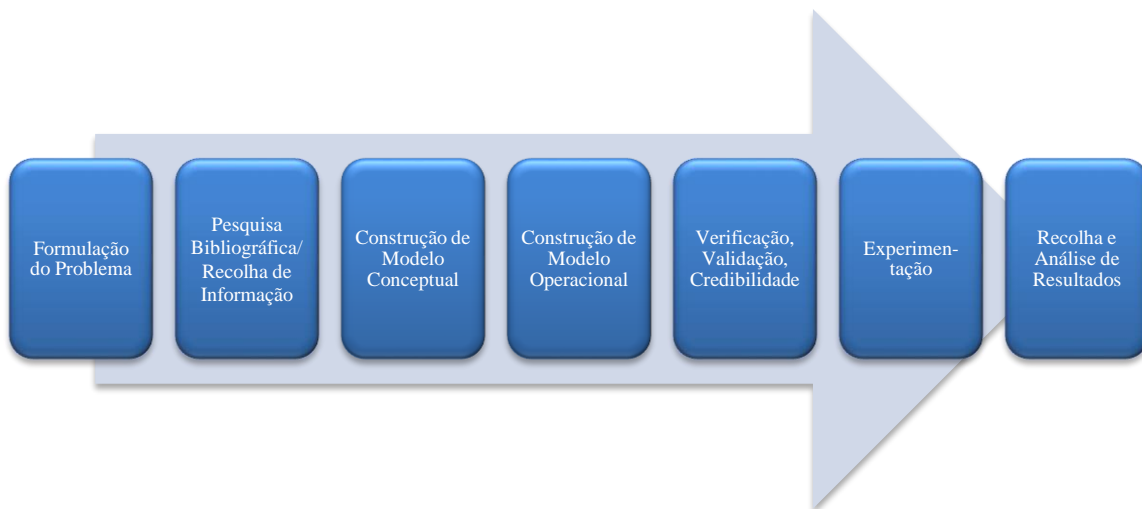 Formulação
do Problema
Pesquisa
Bibliográfica/
Recolha de
Informação
Construção de
Modelo
Conceptual
Construção de
Modelo
Operacional
Verificação,
Validação,
Credibilidade
Experimen-
tação
Recolha e
Análise de
Resultados